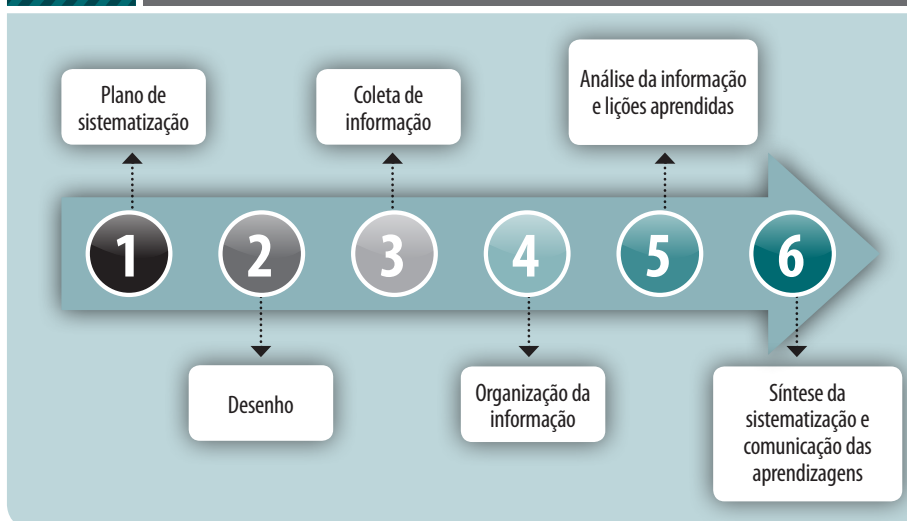 Plano de
sistematização
Coleta de
informação
Análise da informação
e lições aprendidas
1
2
3
4
5
6
Desenho
Organização da
informação
Síntese da
sistematização e
comunicação das
aprendizagens